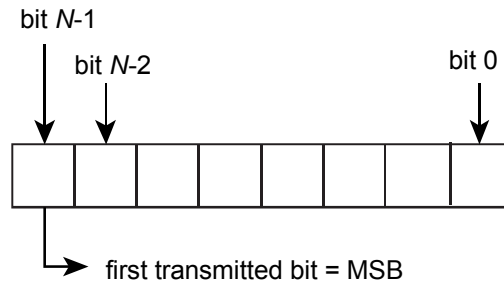 bit N-1
bit N-2
bit 0
first transmitted bit = MSB